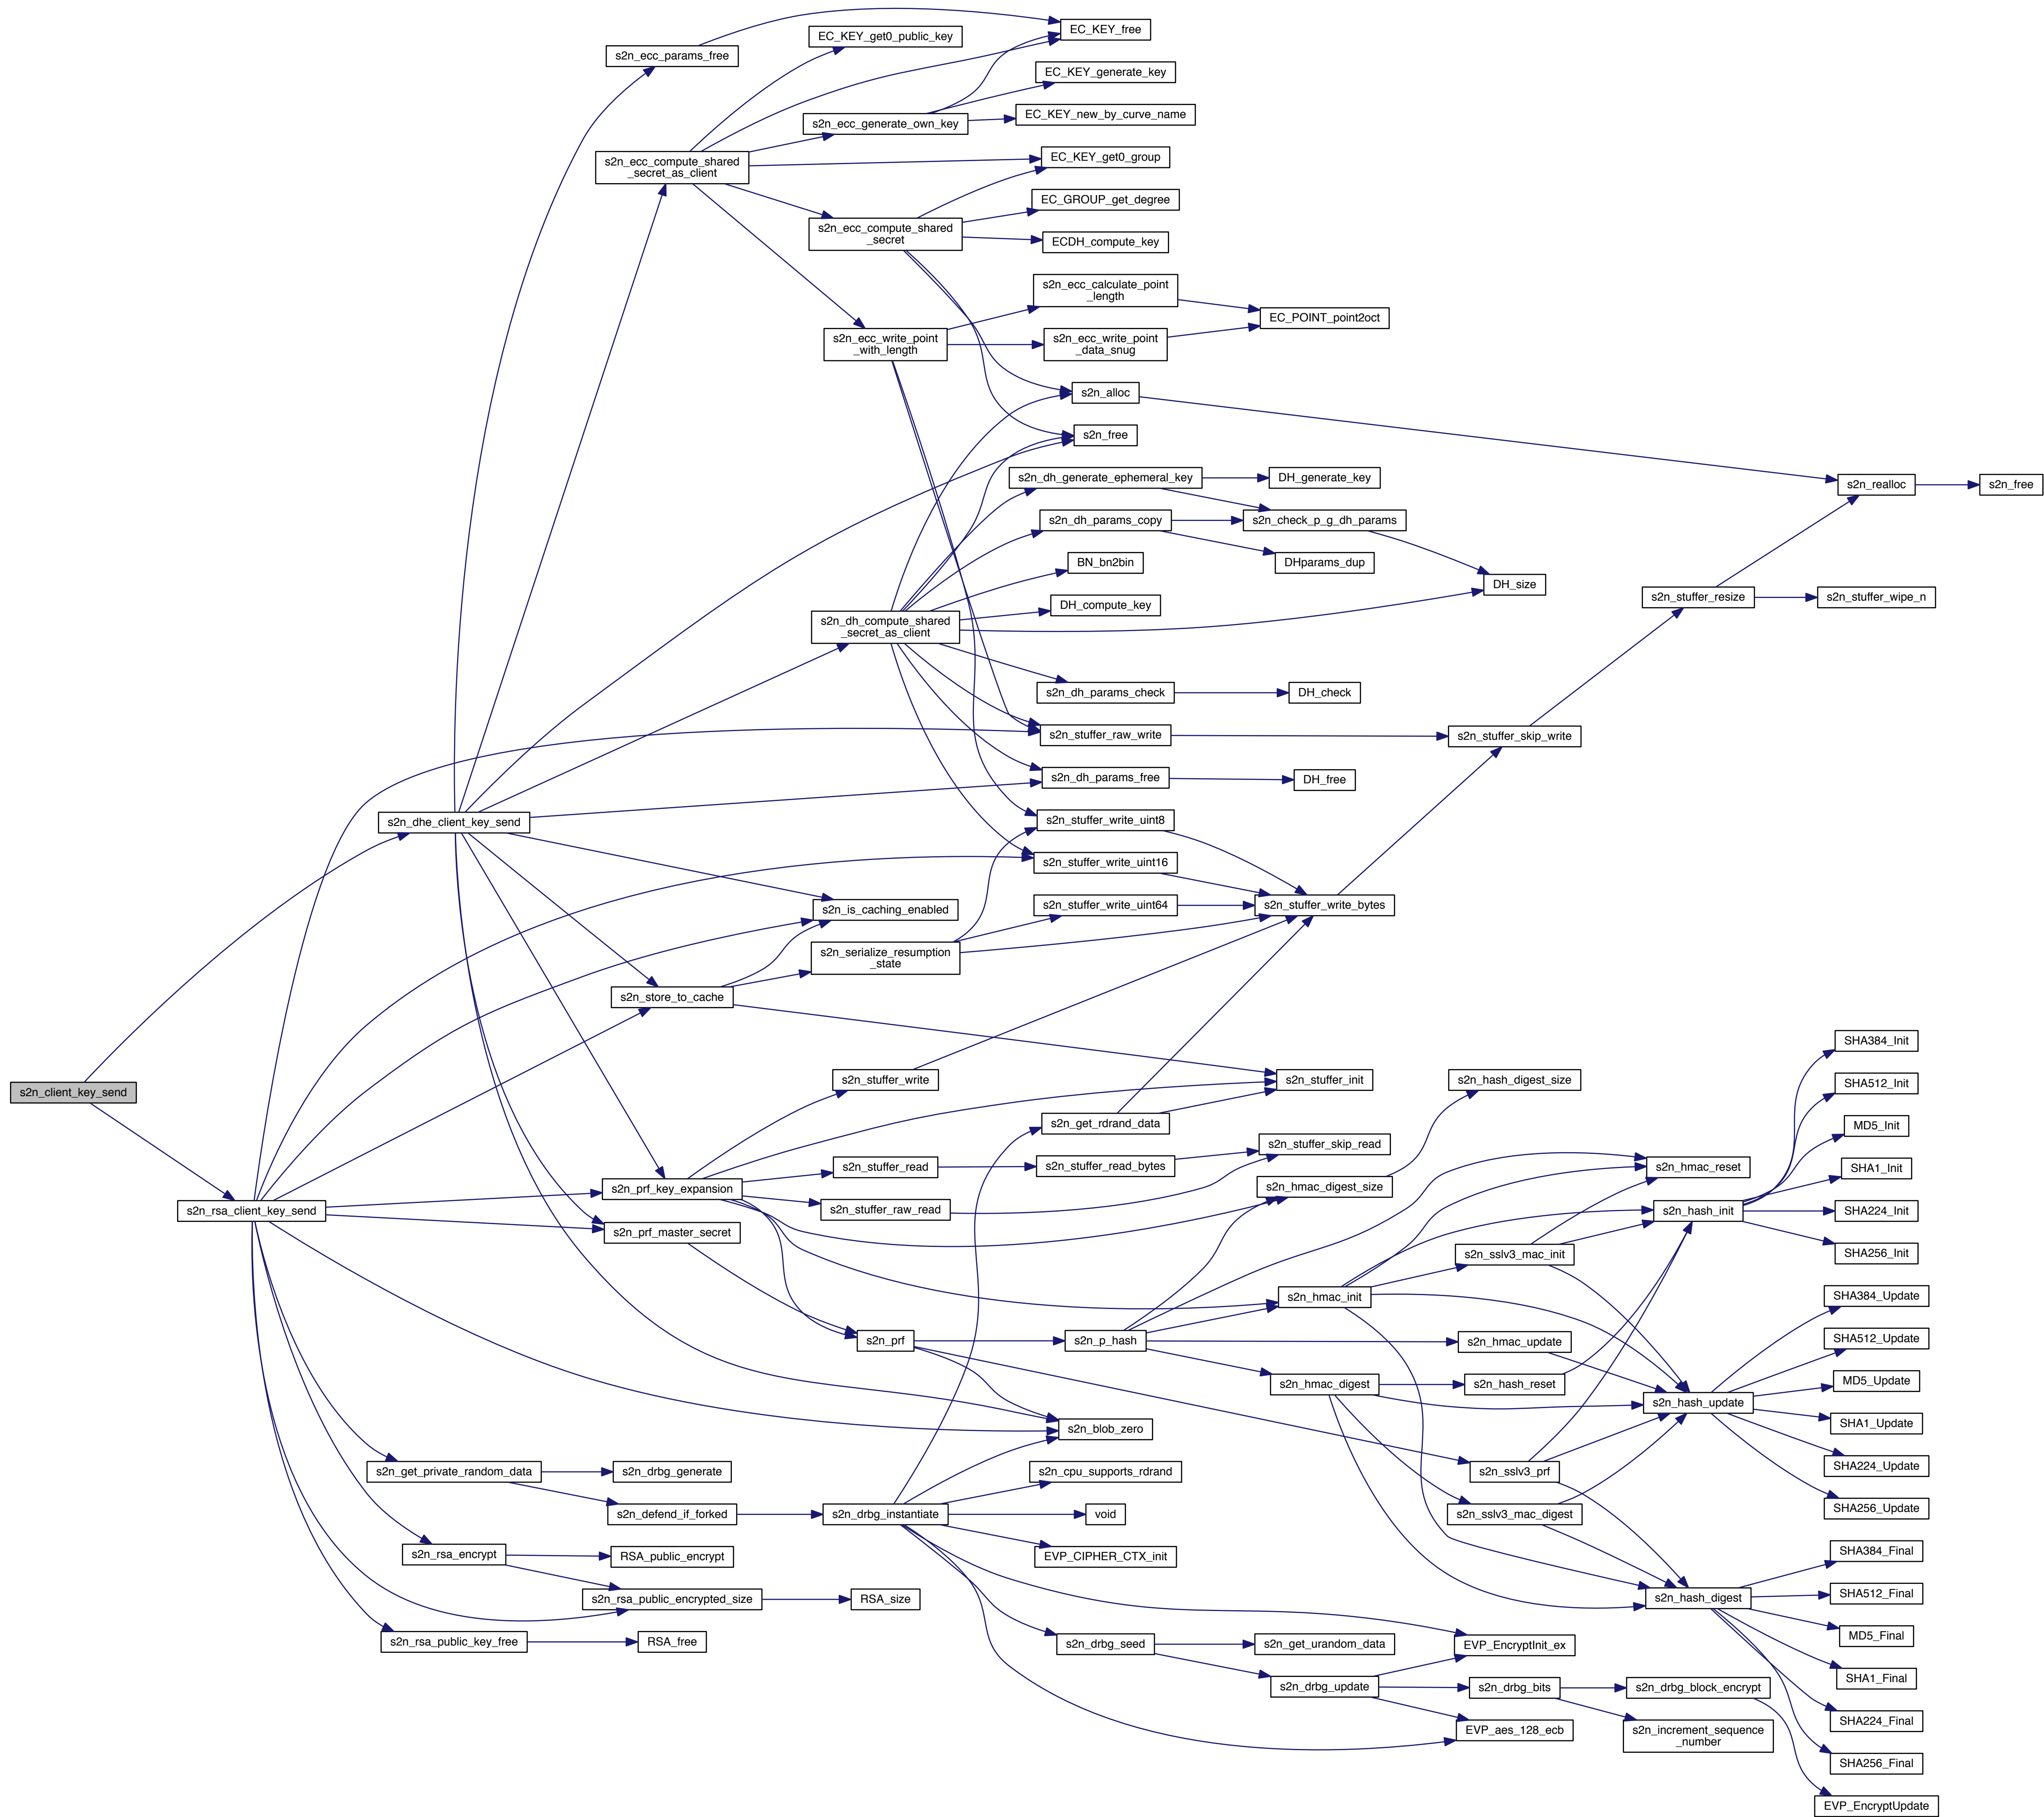 s2n_client_key_send
s2n_dhe_client_key_send
s2n_rsa_client_key_send
s2n_ecc_params_free
s2n_ecc_compute_shared
_secret_as_client
s2n_store_to_cache
s2n_prf_key_expansion
s2n_prf_master_secret
s2n_get_private_random_data
s2n_drbg_generate
s2n_defend_if_forked
s2n_rsa_encrypt
RSA_public_encrypt
s2n_rsa_public_encrypted_size
s2n_rsa_public_key_free
RSA_free
RSA_size
EC_KEY_get0_public_key
s2n_ecc_generate_own_key
s2n_ecc_compute_shared
_secret
s2n_ecc_write_point
_with_length
s2n_dh_compute_shared
_secret_as_client
s2n_is_caching_enabled
s2n_serialize_resumption
_state
s2n_stuffer_write
s2n_stuffer_read
s2n_stuffer_raw_read
s2n_prf
s2n_drbg_instantiate
EC_KEY_free
EC_KEY_generate_key
EC_KEY_new_by_curve_name
EC_KEY_get0_group
EC_GROUP_get_degree
ECDH_compute_key
s2n_ecc_calculate_point
_length
s2n_ecc_write_point
_data_snug
EC_POINT_point2oct
s2n_alloc
s2n_free
s2n_dh_generate_ephemeral_key
DH_generate_key
s2n_dh_params_copy
s2n_check_p_g_dh_params
BN_bn2bin
DHparams_dup
DH_compute_key
DH_size
s2n_dh_params_check
DH_check
s2n_stuffer_raw_write
s2n_dh_params_free
DH_free
s2n_stuffer_write_uint8
s2n_stuffer_write_uint16
s2n_stuffer_write_uint64
s2n_stuffer_write_bytes
s2n_stuffer_skip_write
s2n_stuffer_resize
s2n_stuffer_wipe_n
s2n_realloc
s2n_free
s2n_stuffer_init
s2n_get_rdrand_data
s2n_stuffer_read_bytes
s2n_stuffer_skip_read
s2n_hmac_digest_size
s2n_hash_digest_size
s2n_p_hash
s2n_blob_zero
s2n_cpu_supports_rdrand
void
EVP_CIPHER_CTX_init
s2n_drbg_seed
s2n_get_urandom_data
s2n_drbg_update
EVP_EncryptInit_ex
s2n_drbg_bits
EVP_aes_128_ecb
s2n_drbg_block_encrypt
s2n_increment_sequence
_number
EVP_EncryptUpdate
s2n_hmac_init
s2n_hmac_digest
s2n_sslv3_mac_init
s2n_hmac_update
s2n_hash_reset
s2n_sslv3_prf
s2n_sslv3_mac_digest
s2n_hmac_reset
s2n_hash_init
s2n_hash_update
s2n_hash_digest
SHA384_Init
SHA512_Init
MD5_Init
SHA1_Init
SHA224_Init
SHA256_Init
SHA384_Update
SHA512_Update
MD5_Update
SHA1_Update
SHA224_Update
SHA256_Update
SHA384_Final
SHA512_Final
MD5_Final
SHA1_Final
SHA224_Final
SHA256_Final